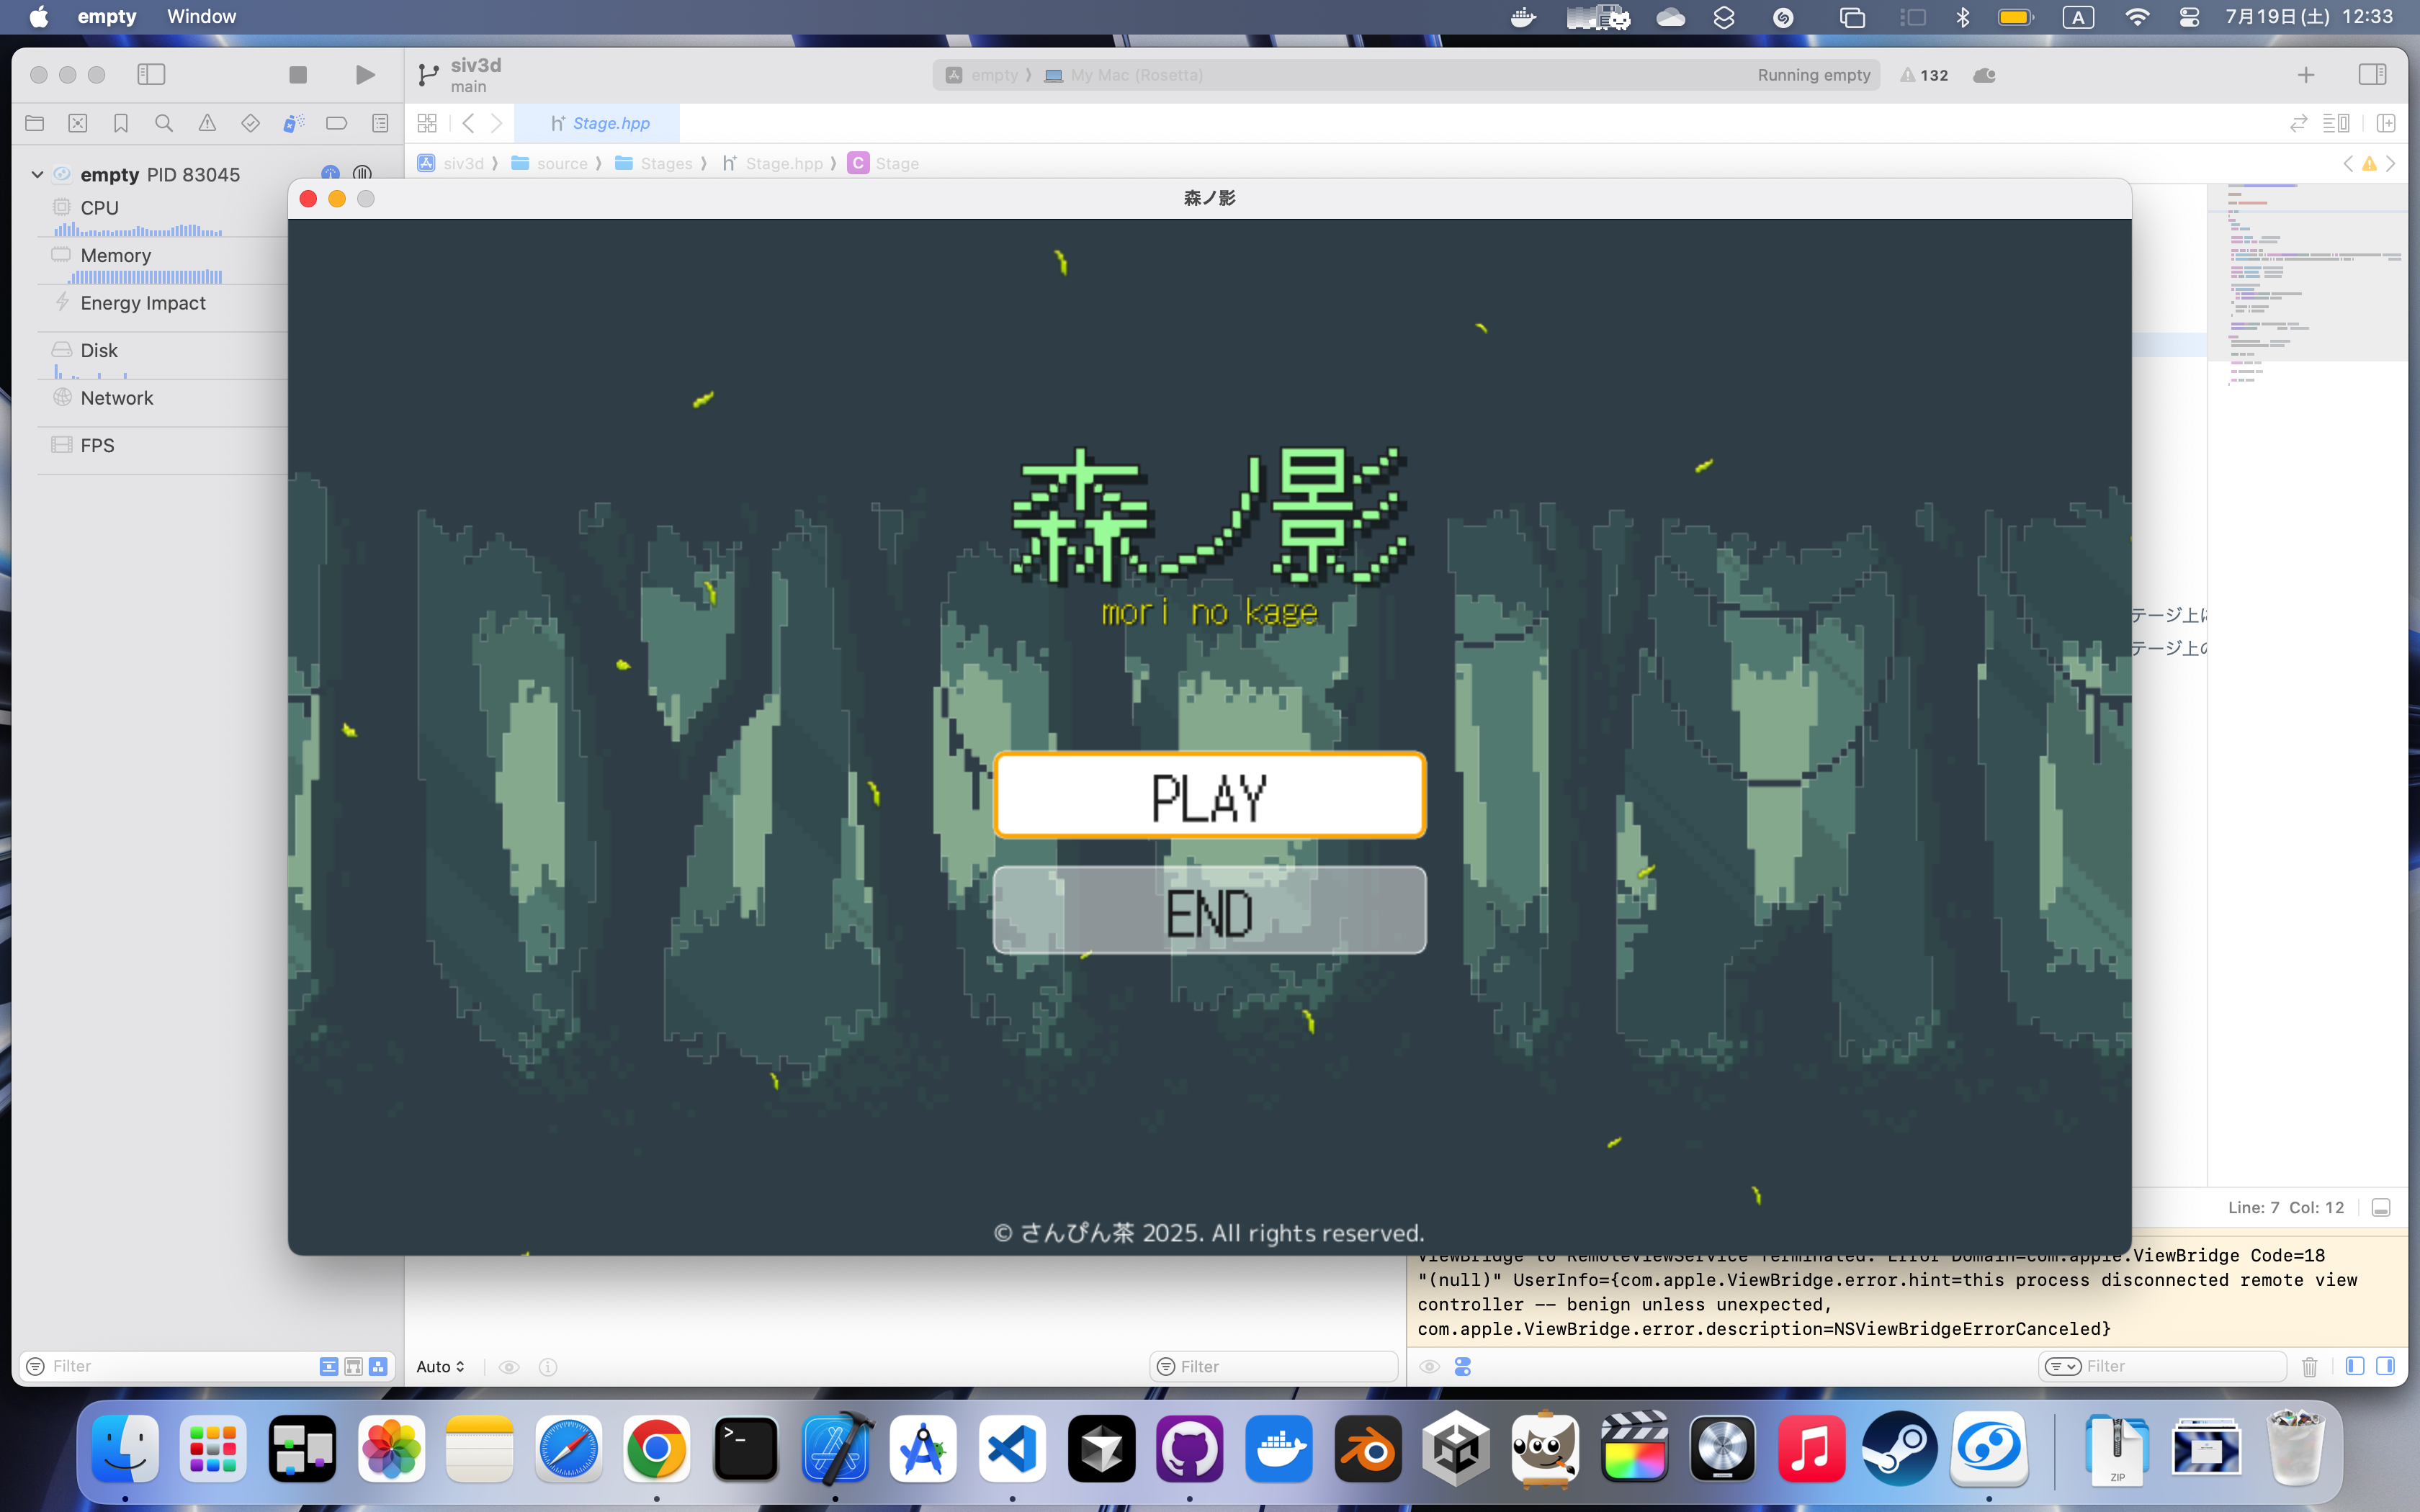 empty Window
A 7月19日(土) 12:33
siv3d
main
empty 〉 My Mac (Rosetta)
Running empty
132
Stage.hpp
siv3d 〉 source 〉 Stages 〉 Stage.hpp 〉 C Stage
empty PID 83045
CPU
Memory
Energy Impact
Disk
Network
FPS
森ノ影
森ノ影
mori no kage
PLAY
END
© さんぴん茶 2025. All rights reserved.
テージ上
テージ上の
Line: 7 Col: 12
ViewBridge to RemoteViewService Terminated: Error Domain=com.apple.ViewBridge Code=18
"(null)" UserInfo={com.apple.ViewBridge.error.hint=this process disconnected remote view
controller -- benign unless unexpected,
com.apple.ViewBridge.error.description=NSViewBridgeErrorCanceled}
Filter
Auto
Filter
Filter
ZIP